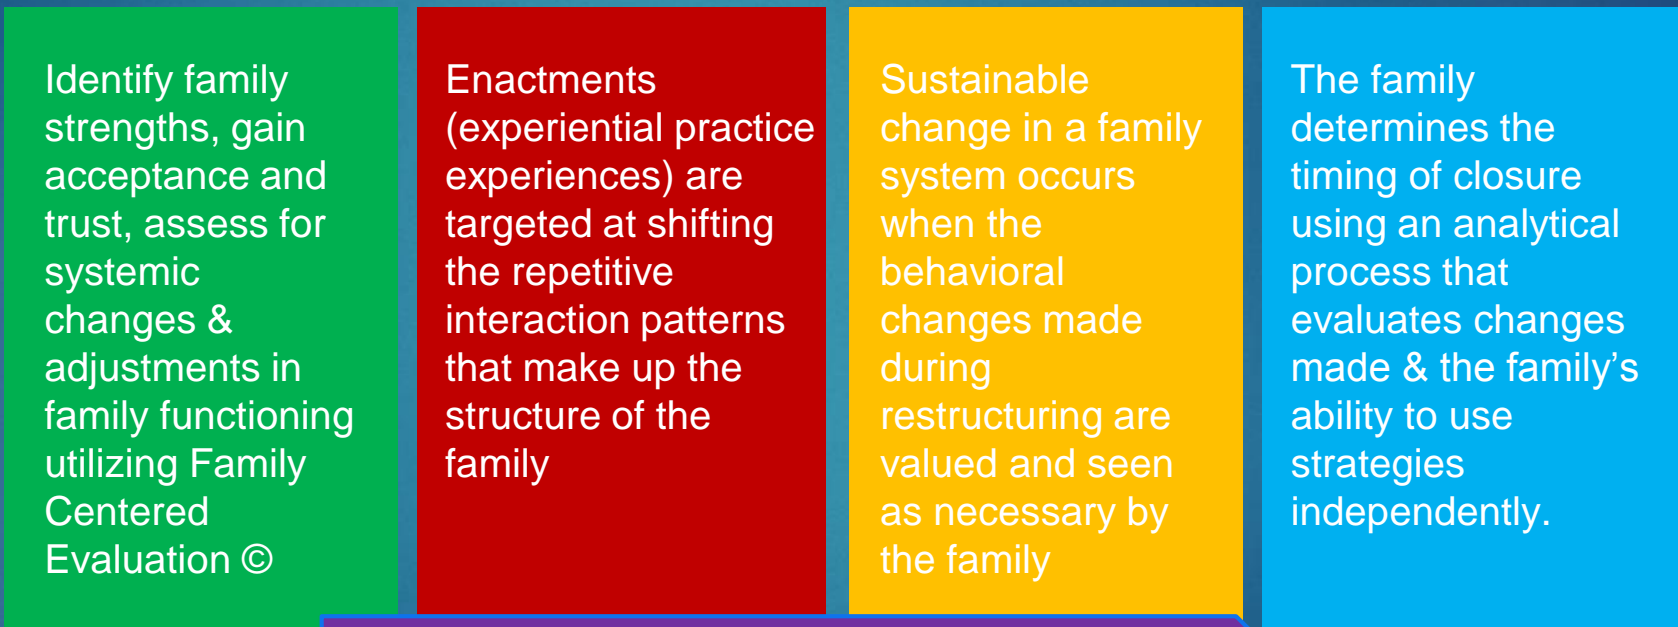 Identify family
strengths, gain
acceptance and
trust, assess for
systemic
changes &
adjustments in
family functioning
utilizing Family
Centered
Evaluation ©
Enactments
(experiential practice
experiences) are
targeted at shifting
the repetitive
interaction patterns
that make up the
structure of the
family
Sustainable
change in a family
system occurs
when the
behavioral
changes made
during
restructuring are
valued and seen
as necessary by
the family
The family
determines the
timing of closure
using an analytical
process that
evaluates changes
made & the family’s
ability to use
strategies
independently.